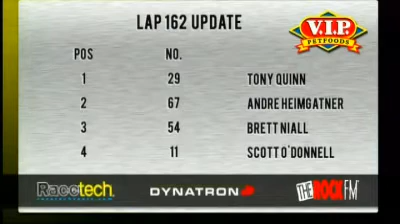 LAP 162 UPDATE
V.I.P.
PETFOODS
POS NO.
1 29 TONY QUINN
2 67 ANDRE HEIMGATNER
3 54 BRETT NIALL
4 11 SCOTT O'DONNELL
Racetech
DYNATRON
THE ROCK FM